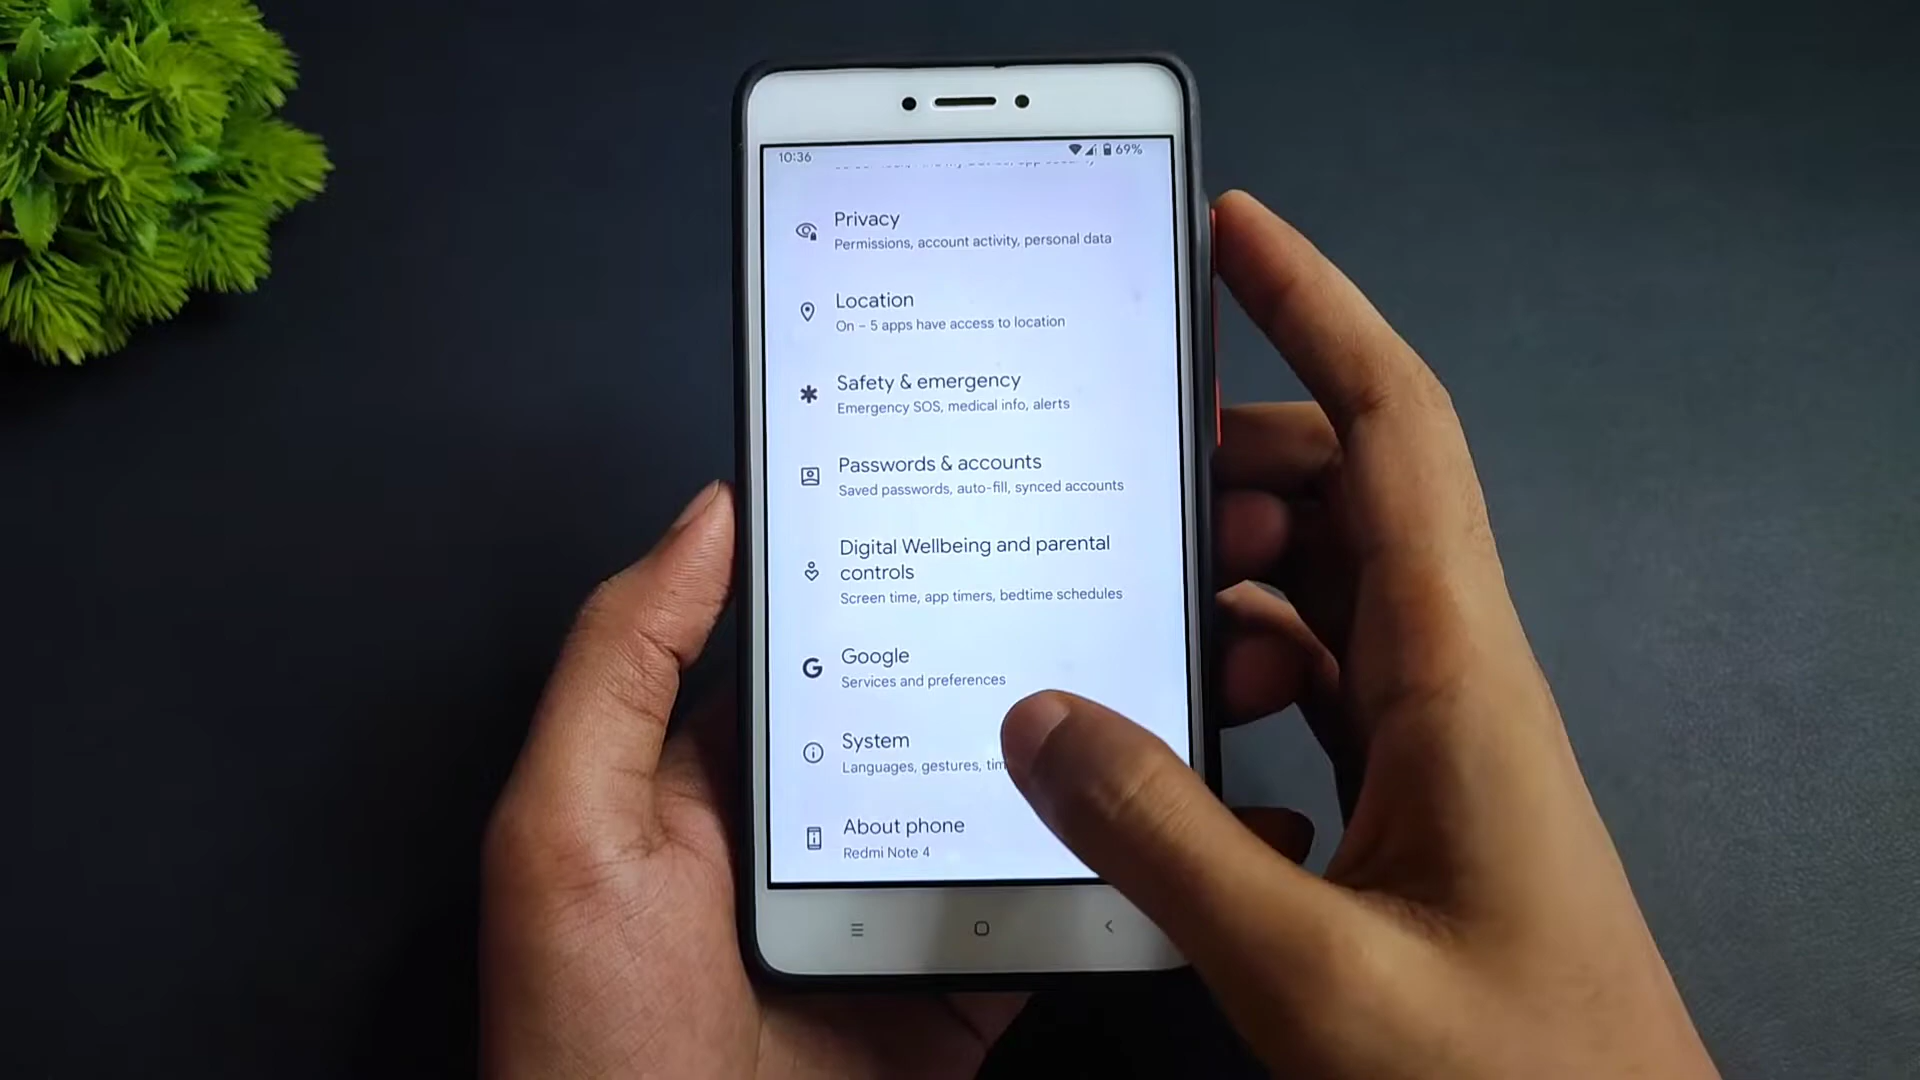 10:36
69%
Privacy
Permissions, account activity, personal data
Location
On – 5 apps have access to location
Safety & emergency
Emergency SOS, medical info, alerts
Passwords & accounts
Saved passwords, auto-fill, synced accounts
Digital Wellbeing and parental
controls
Screen time, app timers, bedtime schedules
G
Google
Services and preferences
System
Languages, gestures,
About phone
Redmi Note 4